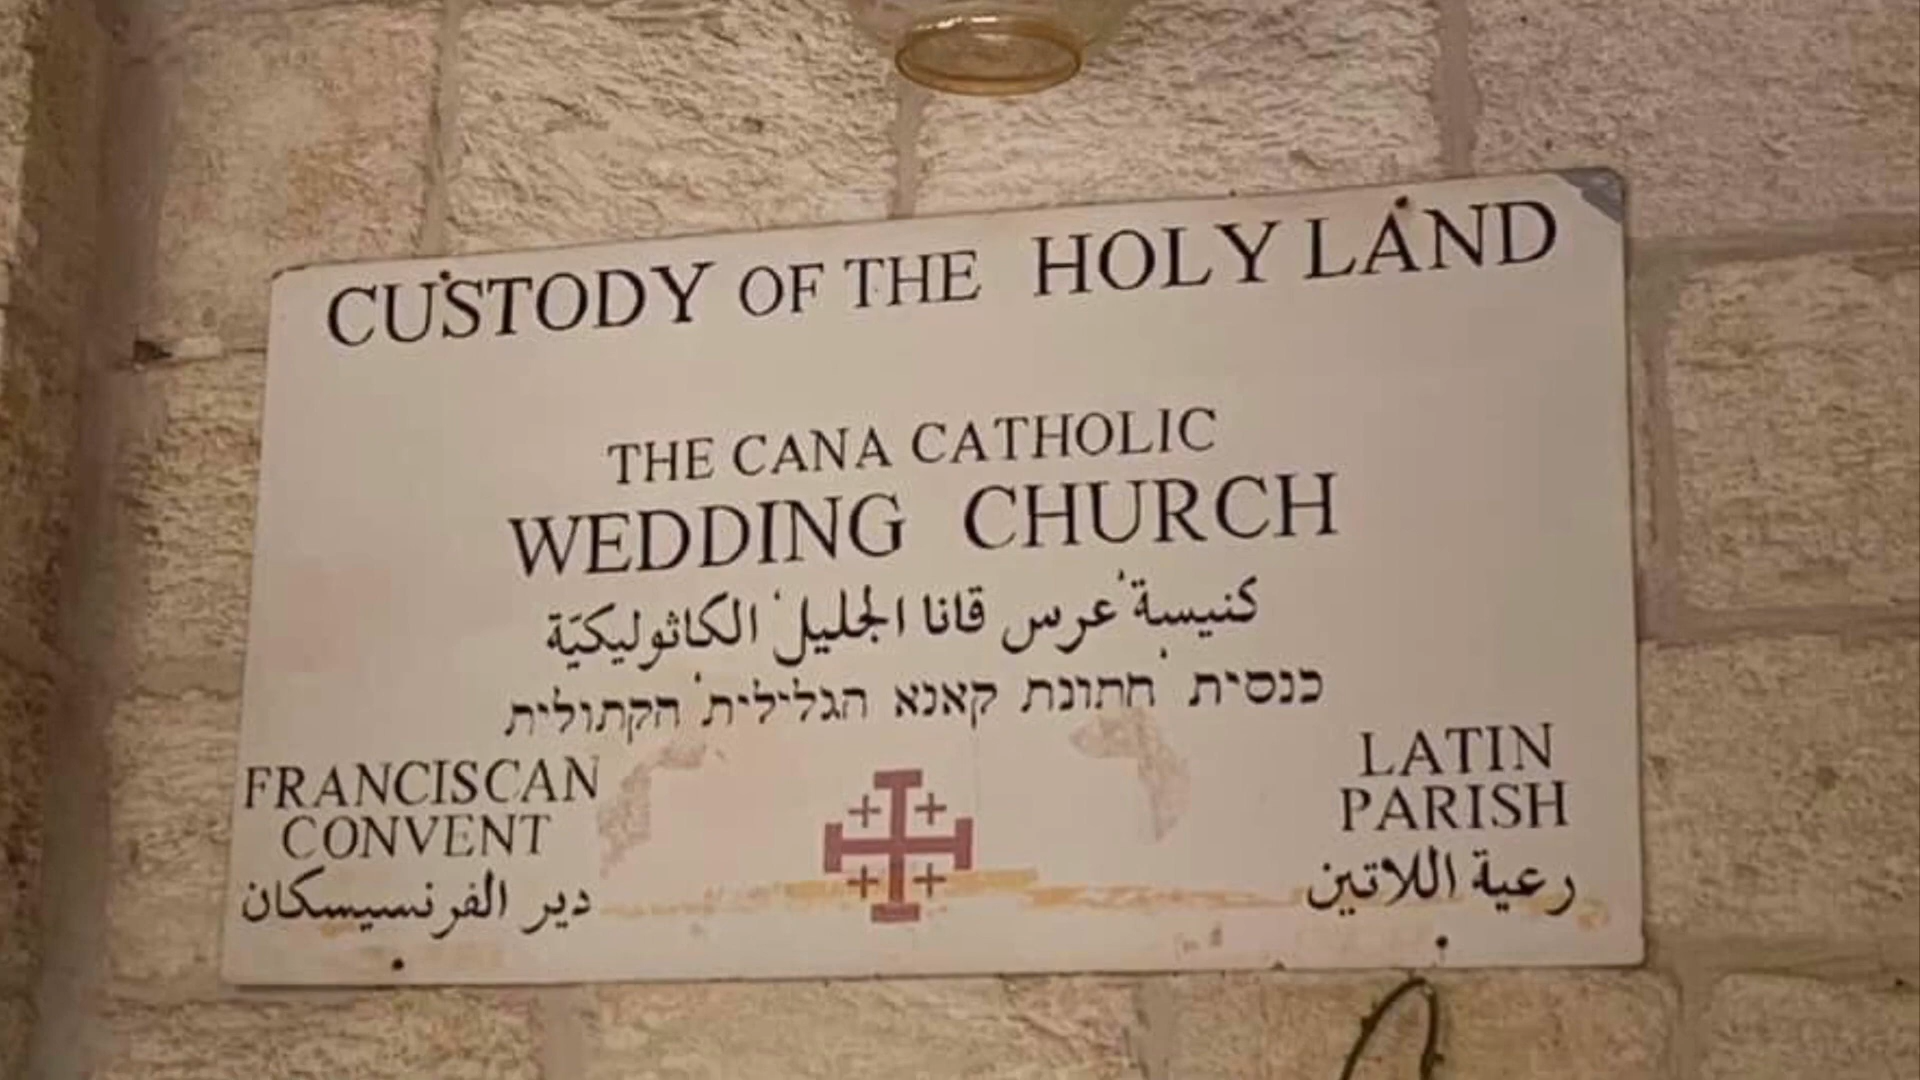 CUSTODY OF THE HOLY LAND
THE CANA CATHOLIC
WEDDING CHURCH
كنيسة عرس قانا الجليل الكاثوليكيَة
כנסית חתונת קאנא הגלילית הקתולית
FRANCISCAN
CONVENT
دير الفرنسيسكان
LATIN
PARISH
رعية اللاتين